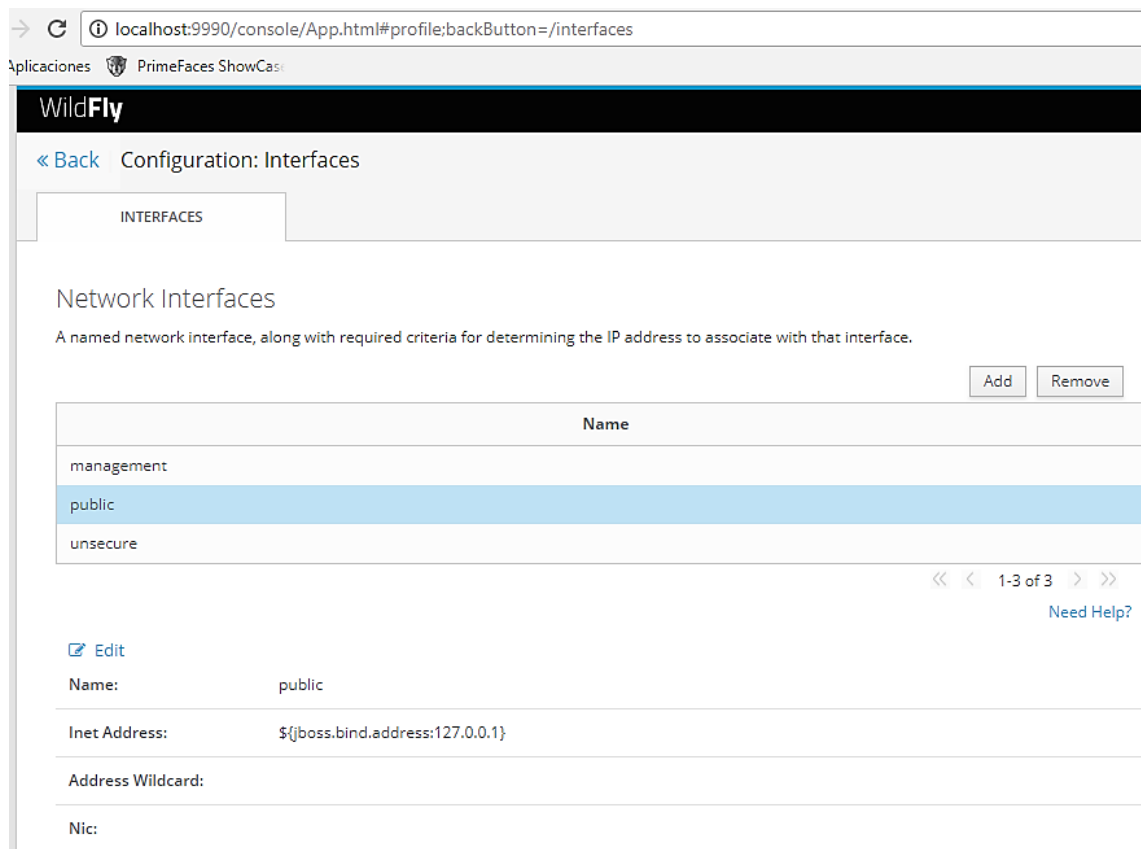 localhost:9990/console/App.html#profile;backButton=/interfaces
Aplicaciones PrimeFaces ShowCase
WildFly
« Back Configuration: Interfaces
INTERFACES
Network Interfaces
A named network interface, along with required criteria for determining the IP address to associate with that interface.
Add Remove
Name
management
public
unsecure
1-3 of 3
Need Help?
Edit
Name: public
Inet Address: ${jboss.bind.address:127.0.0.1}
Address Wildcard:
Nic: